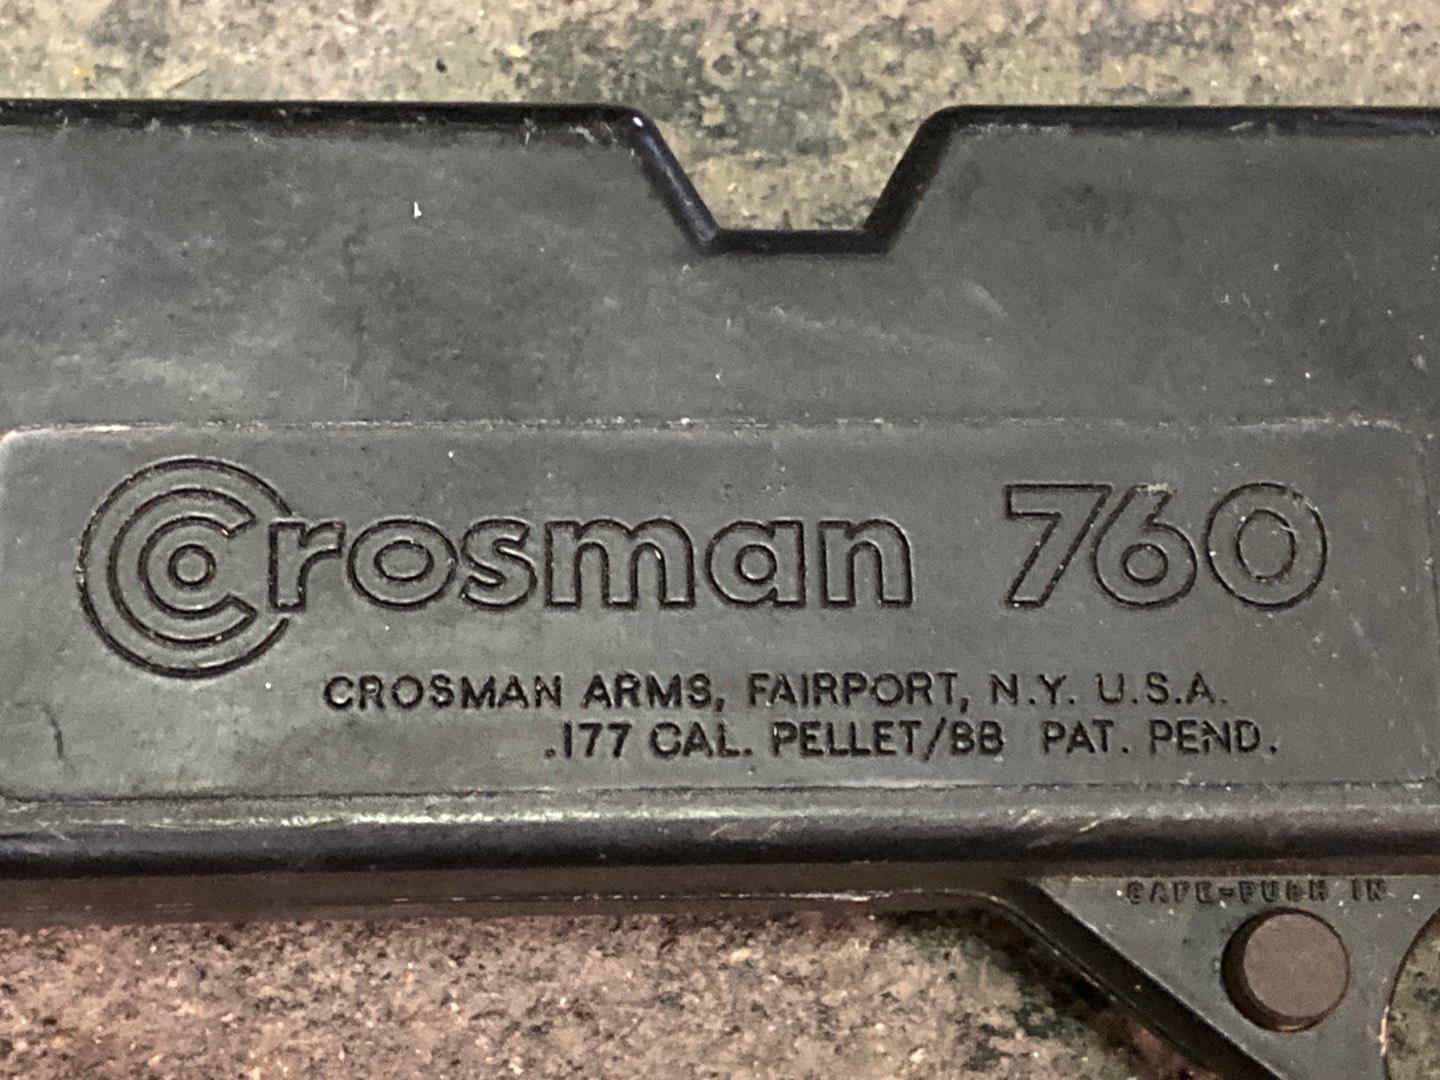 Crosman 760
CROSMAN ARMS, FAIRPORT, N.Y. U.S.A.
.177 CAL. PELLET/BB PAT. PEND.
SAFE-PUSH IN